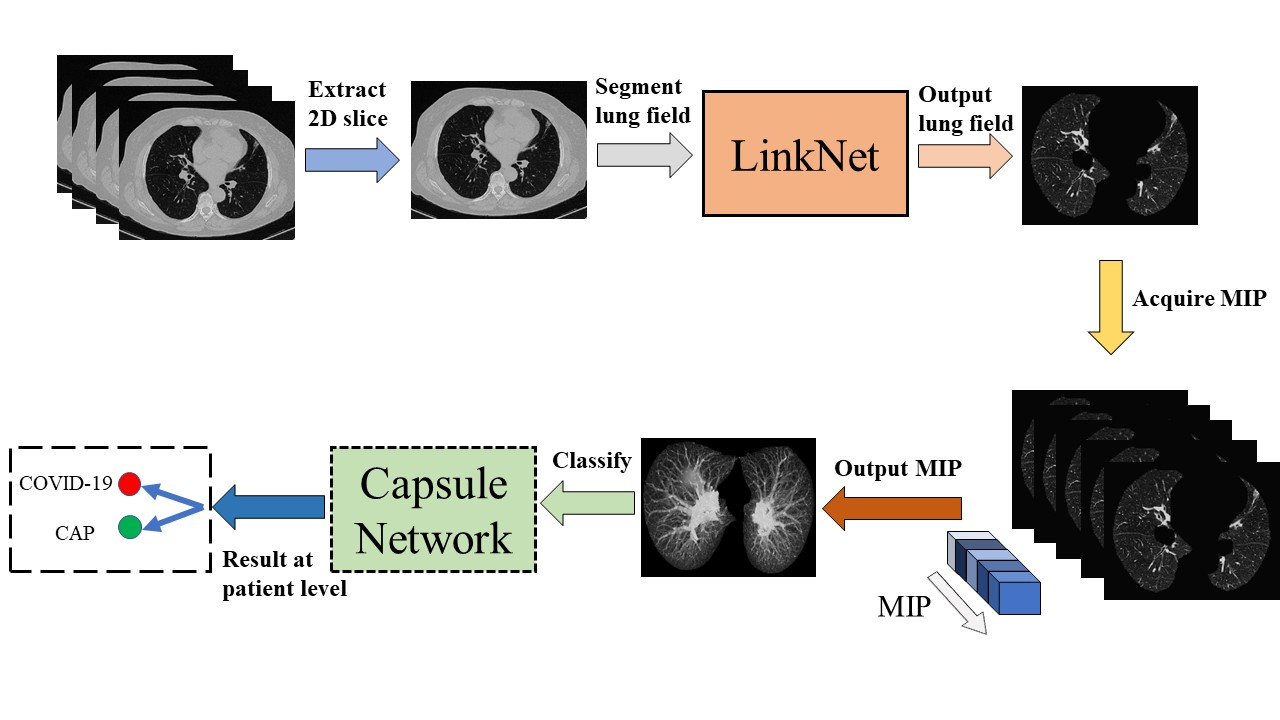 Extract
2D slice
Segment
lung field
LinkNet
Output
lung field
Acquire MIP
Output MIP
MIP
Classify
Capsule
Network
Result at
patient level
COVID-19
CAP